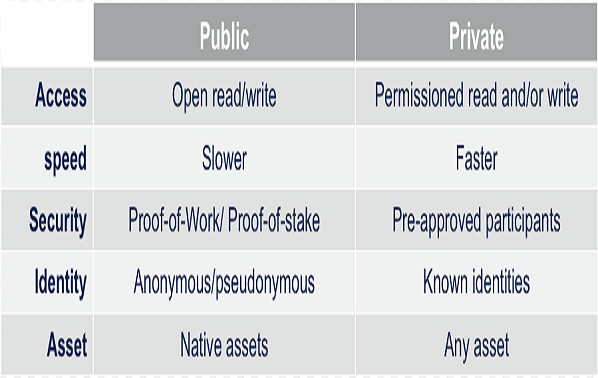 Public Private
Access Open read/write Permissioned read and/or write
speed Slower Faster
Security Proof-of-Work/ Proof-of-stake Pre-approved participants
Identity Anonymous/pseudonymous Known identities
Asset Native assets Any asset